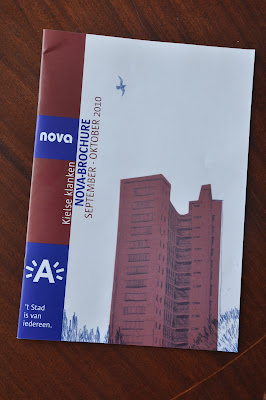 nova
Kielse klanken
NOVA-BROCHURE
SEPTEMBER - OKTOBER 2010
A
't Stad
is van
iedereen.